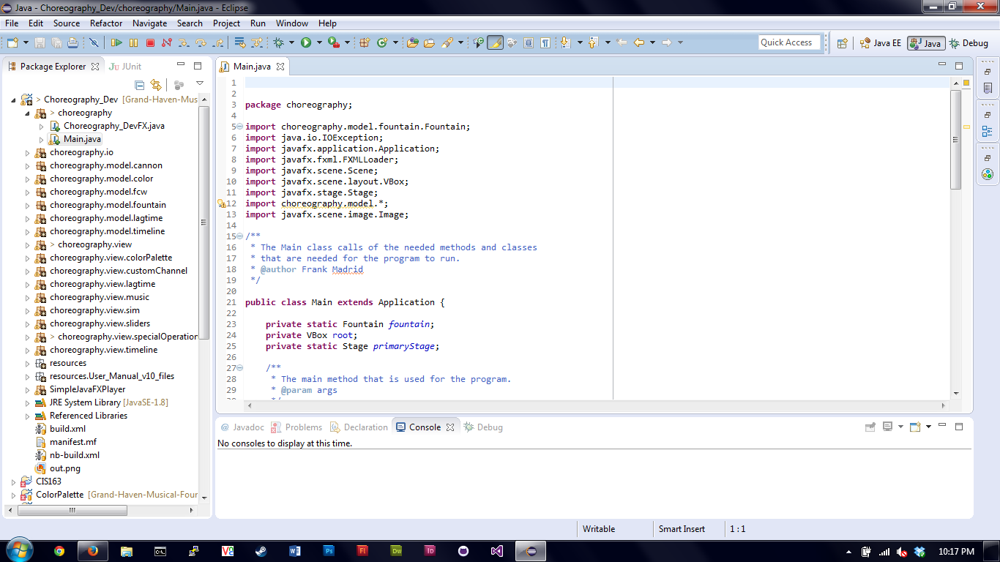 Java - Choreography_Dev/choreography/Main.java - Eclipse
File Edit Source Refactor Navigate Search Project Run Window Help
Quick Access
Java EE
Java
Debug
Package Explorer
JUnit
Choreography_Dev [Grand-Haven-Mus
> choreography
Choreography_DevFX.java
Main.java
choreography.io
choreography.model.cannon
choreography.model.color
choreography.model.fcw
choreography.model.fountain
choreography.model.lagtime
choreography.model.timeline
> choreography.view
choreography.view.colorPalette
choreography.view.customChannel
choreography.view.lagtime
choreography.view.music
choreography.view.sim
choreography.view.sliders
> choreography.view.specialOperation
choreography.view.timeline
resources
resources.User_Manual_v10_files
SimpleJavaFXPlayer
JRE System Library [JavaSE-1.8]
Referenced Libraries
build.xml
manifest.mf
nb-build.xml
out.png
CIS163
ColorPalette [Grand-Haven-Musical-Four
Main.java
1
2
3 package choreography;
4
5 import choreography.model.fountain.Fountain;
6 import java.io.IOException;
7 import javafx.application.Application;
8 import javafx.fxml.FXMLLoader;
9 import javafx.scene.Scene;
10 import javafx.scene.layout.VBox;
11 import javafx.stage.Stage;
12 import choreography.model.*;
13 import javafx.scene.image.Image;
14
15 /**
16 * The Main class calls of the needed methods and classes
17 * that are needed for the program to run.
18 * @author Frank Madrid
19 */
20
21 public class Main extends Application {
22
23 private static Fountain fountain;
24 private VBox root;
25 private static Stage primaryStage;
26
27 /**
28 * The main method that is used for the program.
29 * @param args
Javadoc
Problems
Declaration
Console
Debug
No consoles to display at this time.
Writable
Smart Insert
1 : 1
10:17 PM